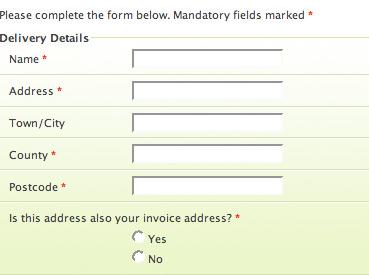 Please complete the form below. Mandatory fields marked *
Delivery Details
Name *
Address *
Town/City
County *
Postcode *
Is this address also your invoice address? *
Yes
No